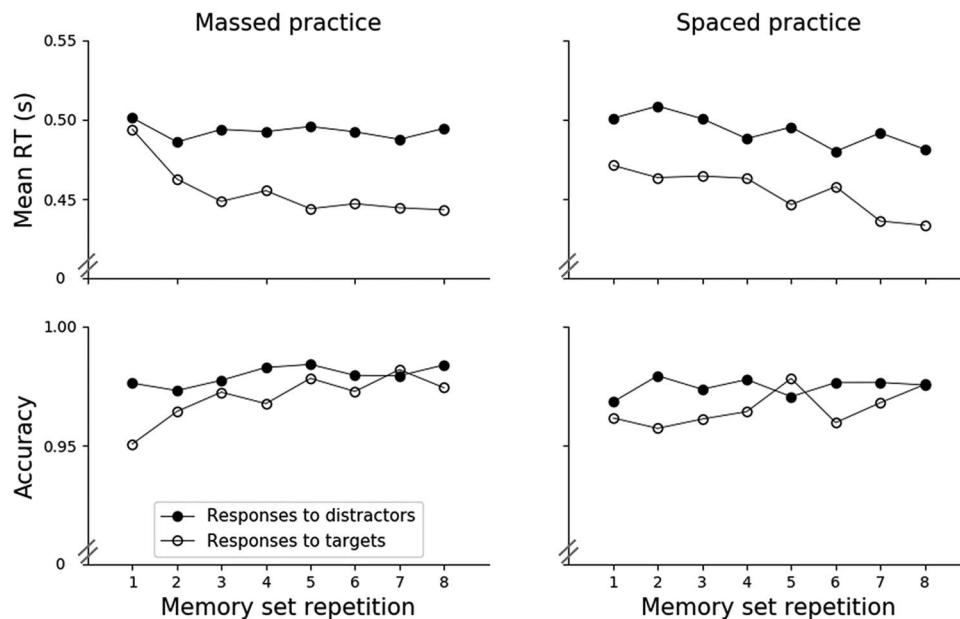 Massed practice
Spaced practice
Mean RT (s)
0.55
0.50
0.45
0
Accuracy
1.00
0.95
0
Responses to distractors
Responses to targets
1 2 3 4 5 6 7 8
Memory set repetition
1 2 3 4 5 6 7 8
Memory set repetition